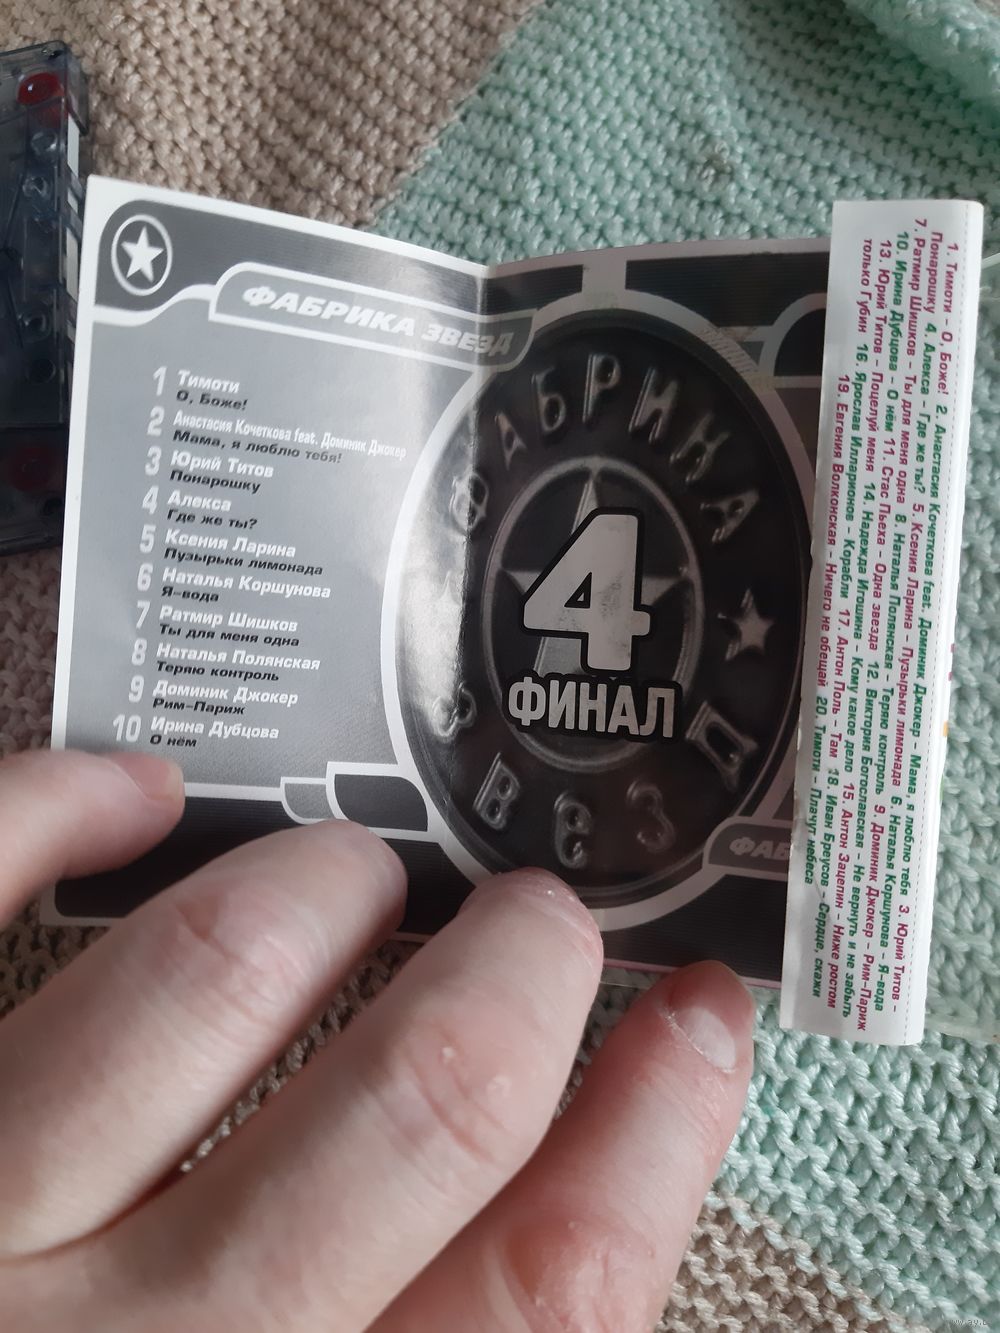 ФАБРИКА ЗВЕЗД
1 Тимоти
О, Боже!
2 Анастасия Кочеткова feat. Доминик Джокер
Мама, я люблю тебя!
3 Юрий Титов
Понарошку
4 Алекса
Где же ты?
5 Ксения Ларина
Пузырьки лимонада
6 Наталья Коршунова
Я-вода
7 Ратмир Шишков
Ты для меня одна
8 Наталья Полянская
Теряю контроль
9 Доминик Джокер
Рим-Париж
10 Ирина Дубцова
О нём
ФАБРИКА
ЗВЕЗД
4
ФИНАЛ
ФАБ
1. Тимоти - О, Боже! 2. Анастасия Кочеткова feat. Доминик Джокер - Мама, я люблю тебя 3. Юрий Титов -
Понарошку 4. Алекса - Где же ты? 5. Ксения Ларина - Пузырьки лимонада 6. Наталья Коршунова - Я-вода
7. Ратмир Шишков - Ты для меня одна 8. Наталья Полянская - Теряю контроль 9. Доминик Джокер - Рим-Париж
10. Ирина Дубцова - О нём 11. Стас Пьеха - Одна звезда 12. Виктория Богославская - Не вернуть и не забыть
13. Юрий Титов - Поцелуй меня 14. Надежда Игошина - Кому какое дело 15. Антон Зацепин - Ниже ростом
только Губин 16. Ярослав Илларионов - Корабли 17. Антон Поль - Там 18. Иван Бреусов - Сердце, скажи
19. Евгения Волконская - Ничего не обещай 20. Тимоти - Плачут небеса